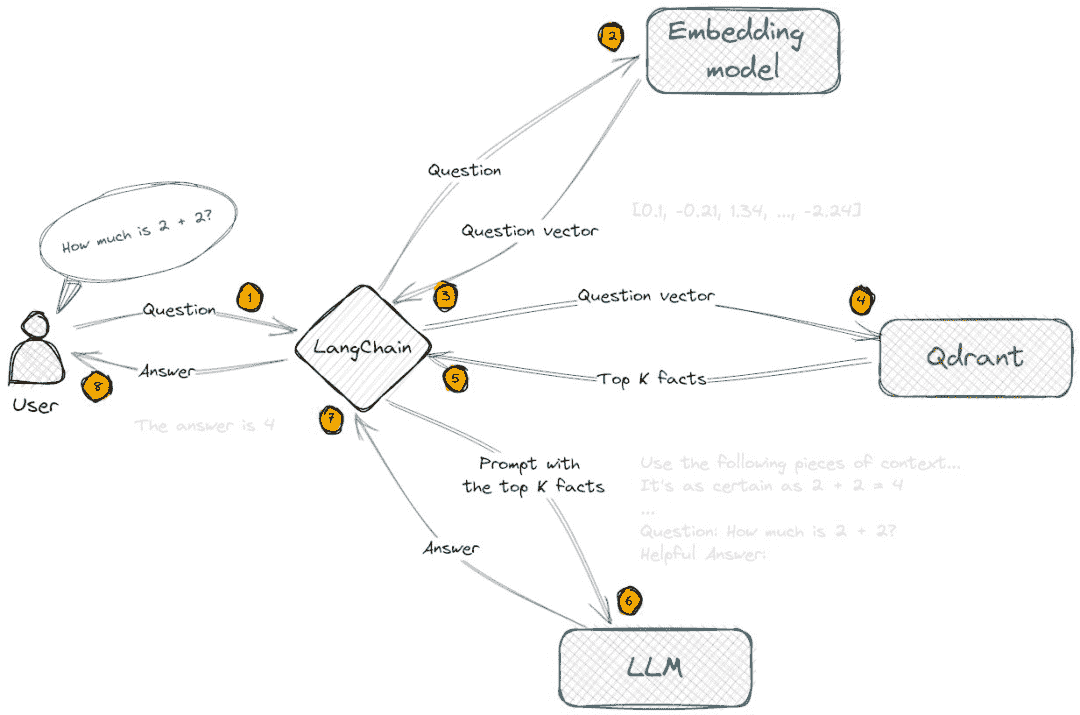 2
Embedding
model
Question
[0.1, -0.21, 1.34, ..., -2.24]
Question vector
How much is 2 + 2?
1
3
Question vector
4
Question
LangChain
Qdrant
Answer
5
Top K facts
8
User
7
The answer is 4
Prompt with
the top K facts
Use the following pieces of context...
It's as certain as 2 + 2 = 4
...
Question: How much is 2 + 2?
Helpful Answer:
Answer
6
LLM